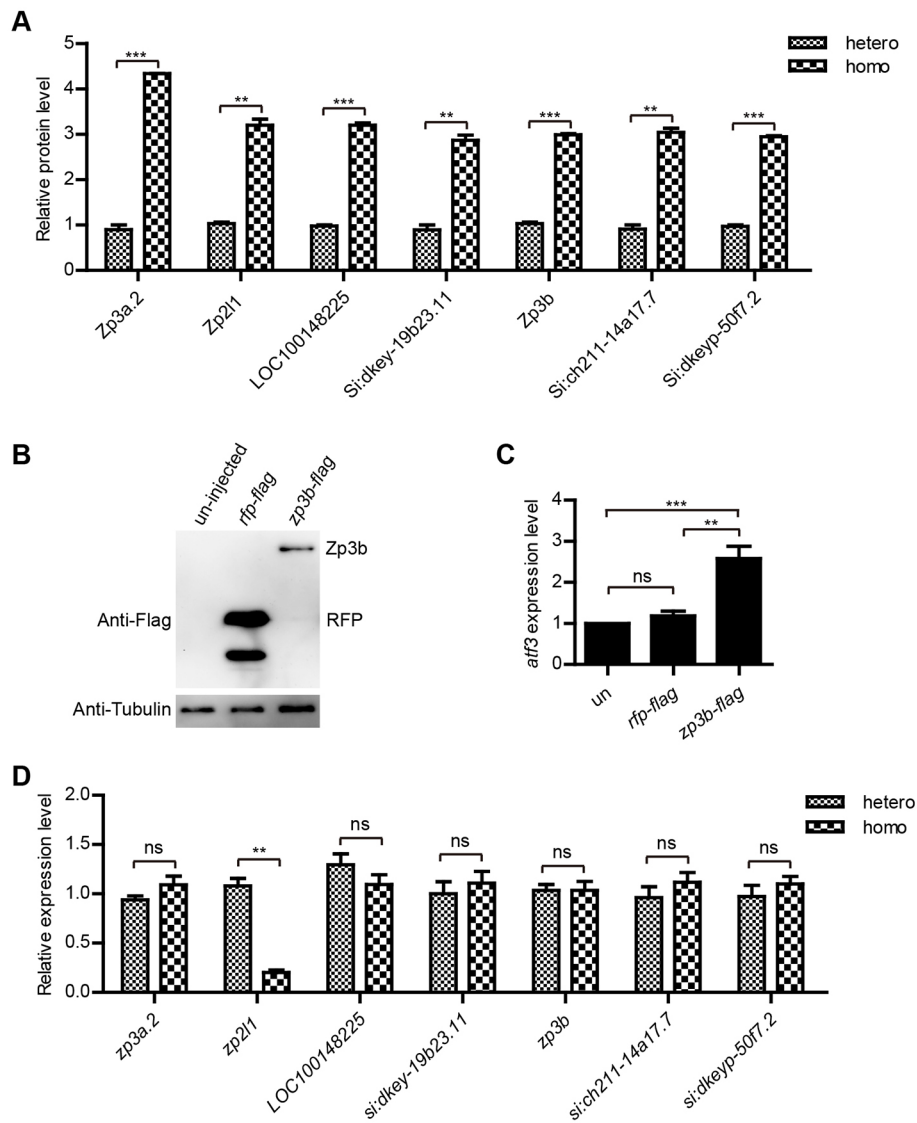 A
Relative protein level
5
4
3
2
1
0
hetero
homo
***
**
***
**
***
**
***
Zp3a.2
Zp2l1
LOC100148225
Si:dkey-19b23.11
Zp3b
Si:ch211-14a17.7
Si:dkeyp-50f7.2
B
un-injected
rfp-flag
zp3b-flag
Zp3b
Anti-Flag
RFP
Anti-Tubulin
C
atf3 expression level
4
3
2
1
0
***
**
ns
un
rfp-flag
zp3b-flag
D
Relative expression level
2.0
1.5
1.0
0.5
0.0
hetero
homo
ns
**
ns
ns
ns
ns
ns
zp3a.2
zp2l1
LOC100148225
si:dkey-19b23.11
zp3b
si:ch211-14a17.7
si:dkeyp-50f7.2